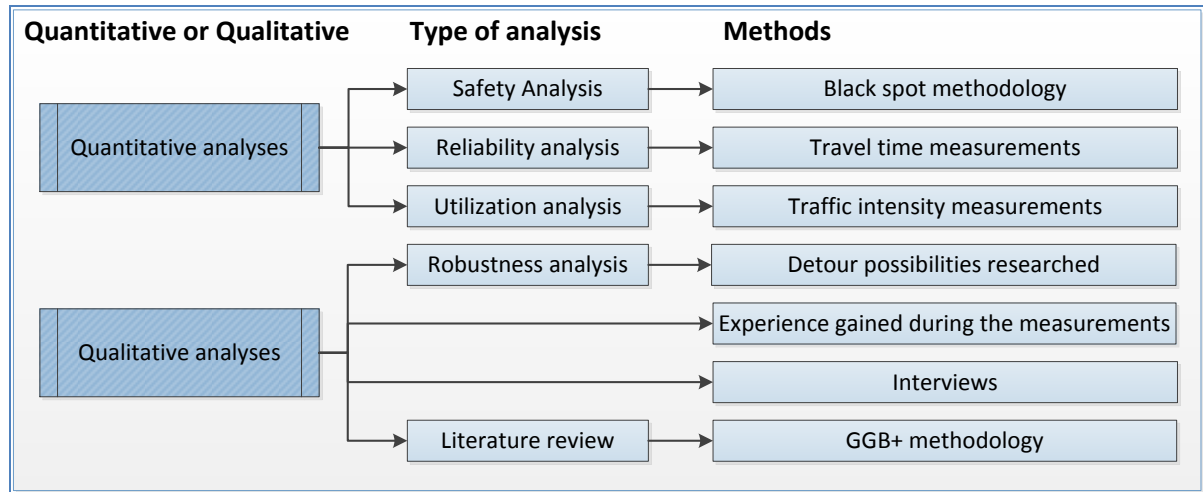 Quantitative or Qualitative Type of analysis Methods
Safety Analysis Black spot methodology
Quantitative analyses Reliability analysis Travel time measurements
Utilization analysis Traffic intensity measurements
Robustness analysis Detour possibilities researched
Experience gained during the measurements
Qualitative analyses
Interviews
Literature review GGB+ methodology